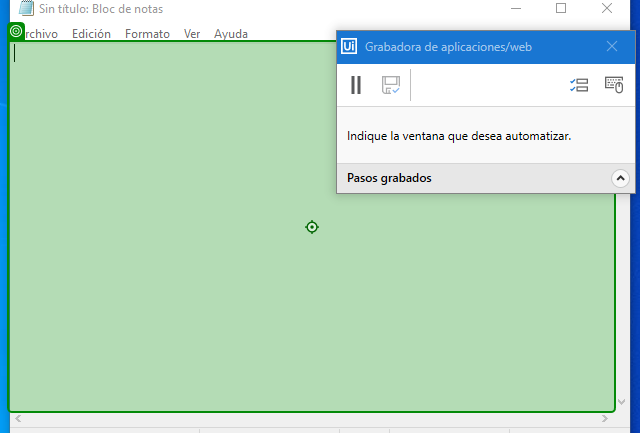 Sin título: Bloc de notas
rchivo Edición Formato Ver Ayuda
Ui Grabadora de aplicaciones/web
Indique la ventana que desea automatizar.
Pasos grabados